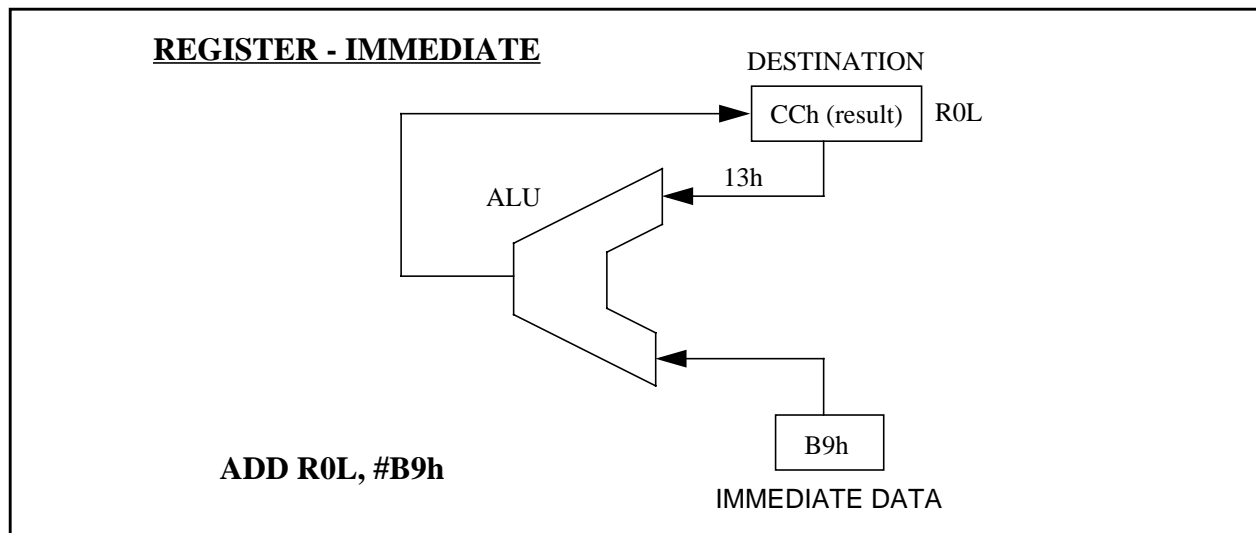 REGISTER - IMMEDIATE
DESTINATION
CCh (result)
R0L
13h
ALU
B9h
ADD R0L, #B9h
IMMEDIATE DATA